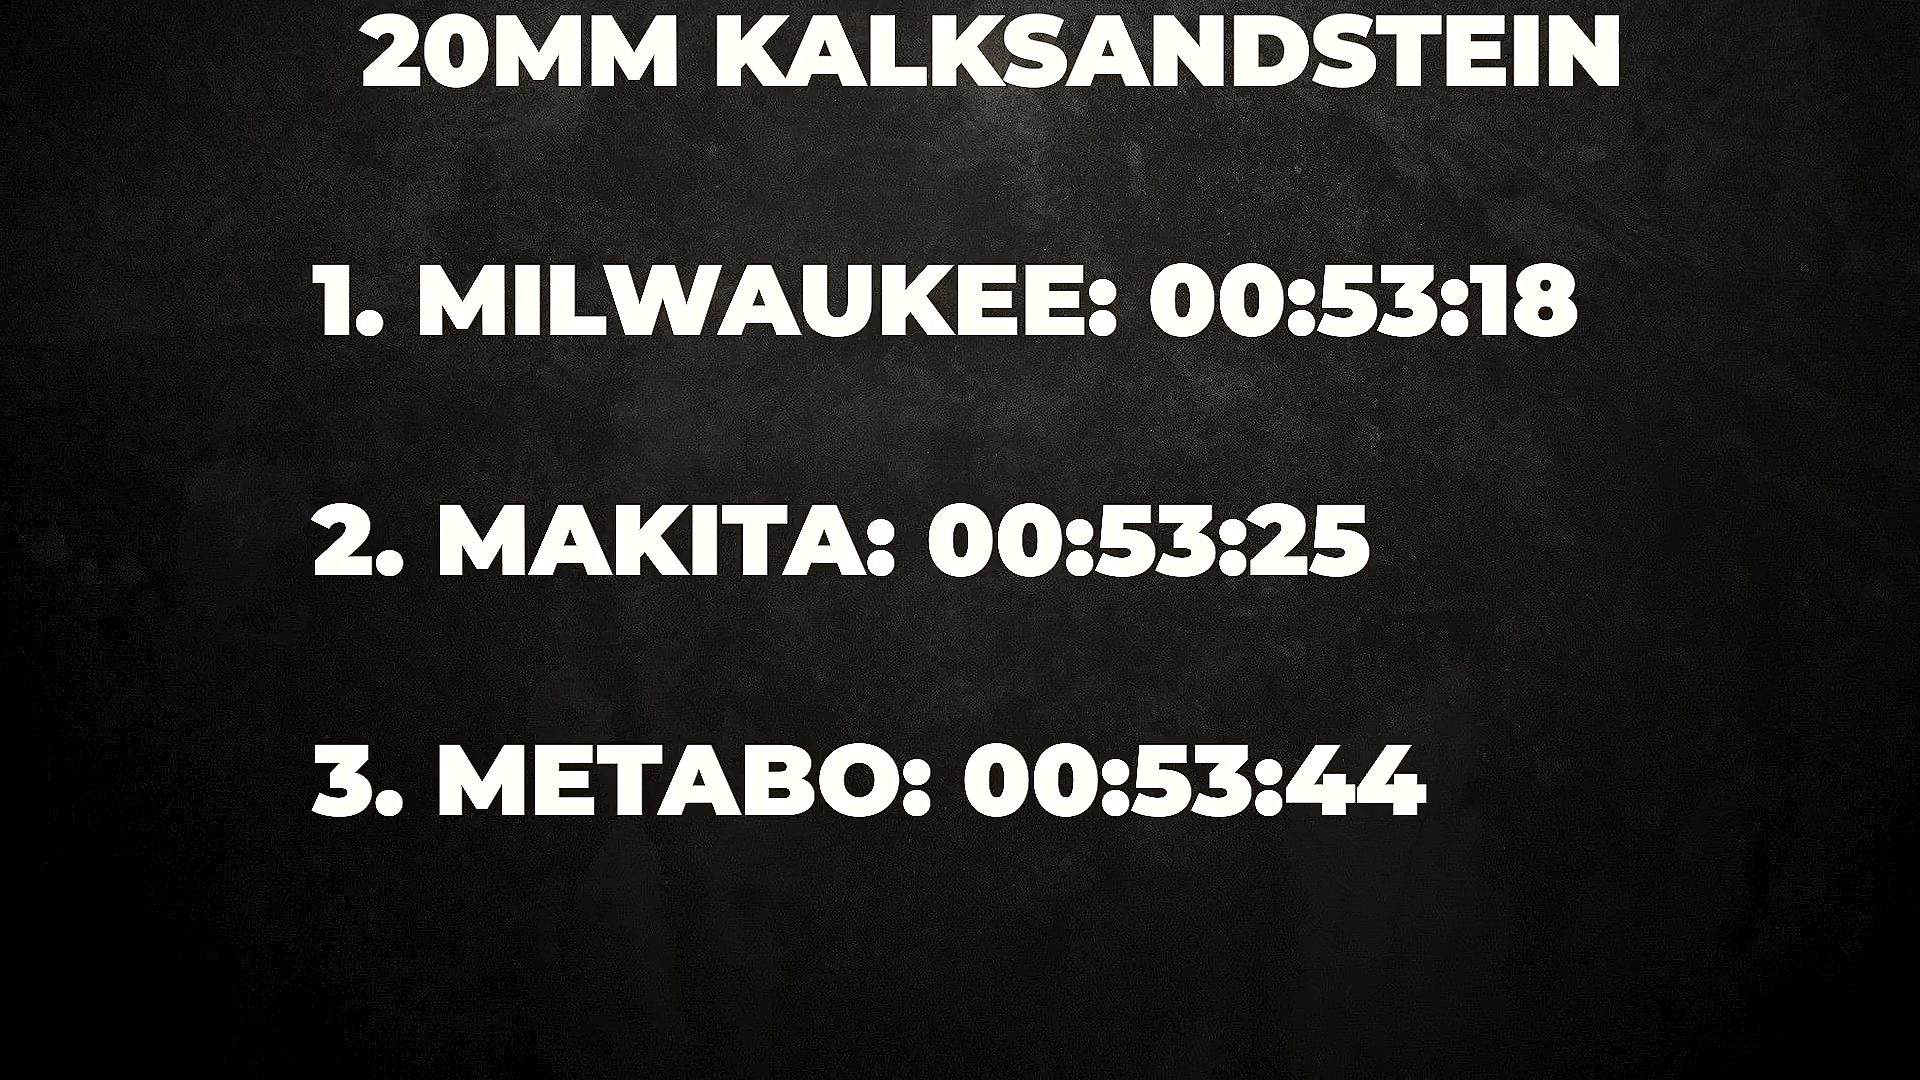 20MM KALKSANDSTEIN
1. MILWAUKEE: 00:53:18
2. MAKITA: 00:53:25
3. METABO: 00:53:44